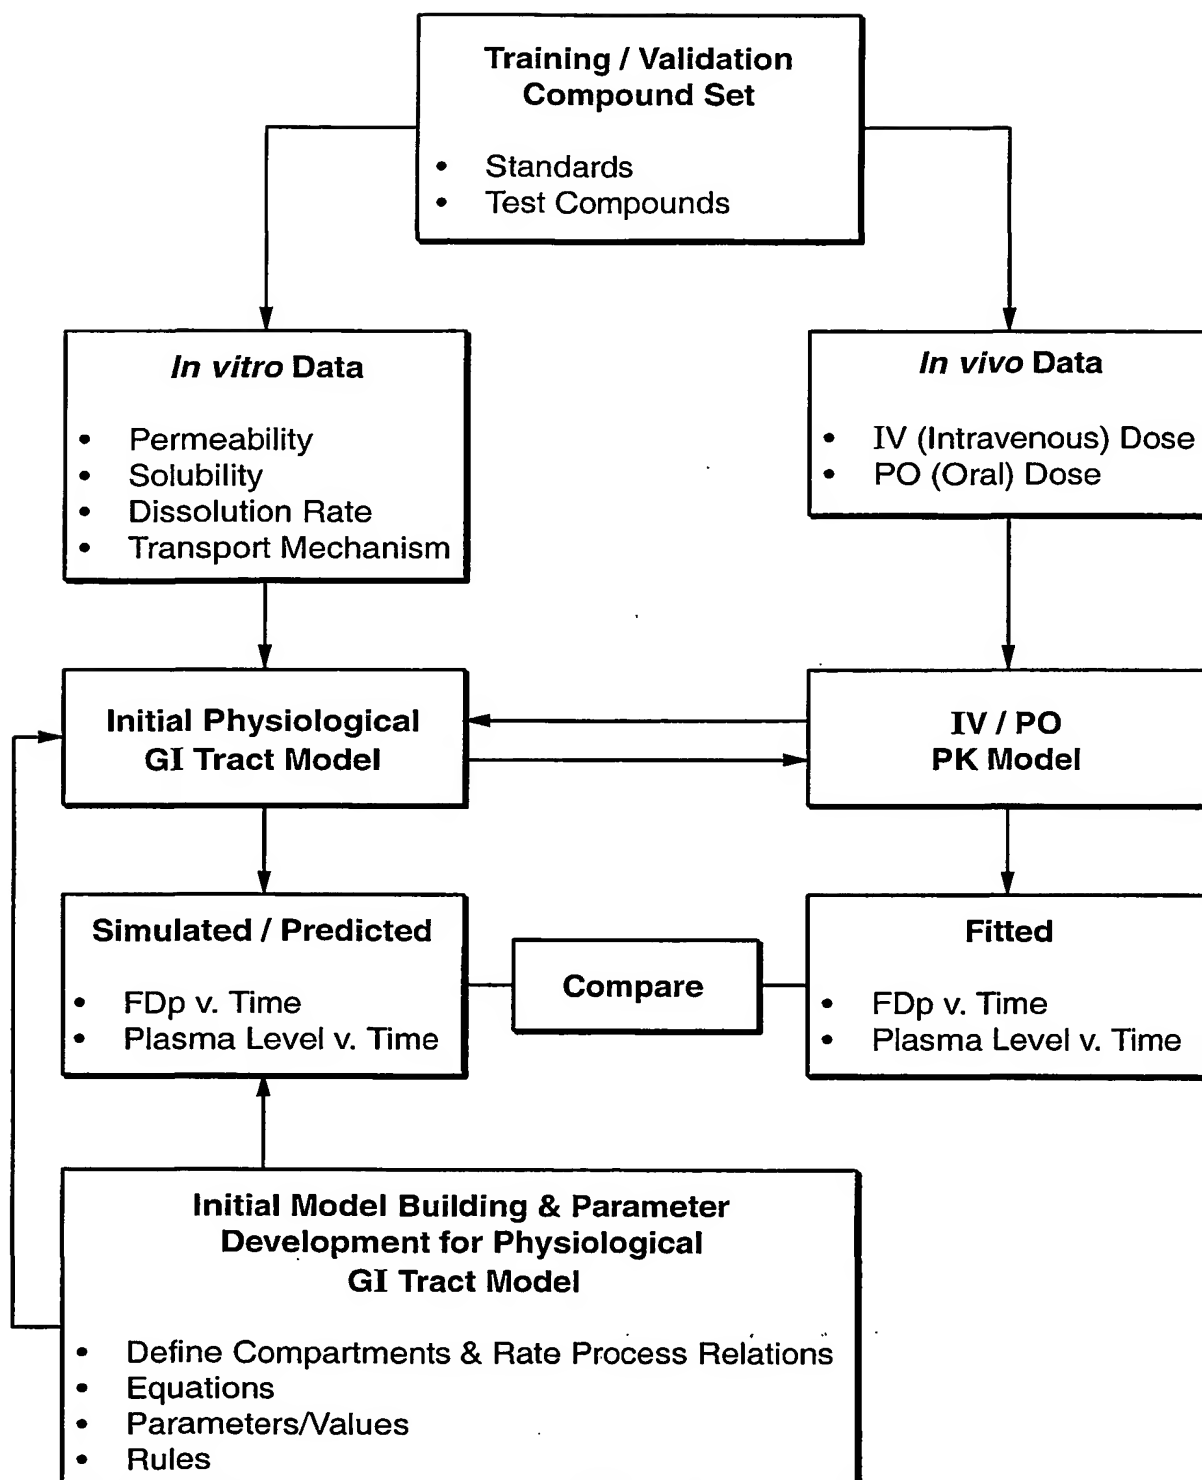 Training / Validation
Compound Set
• Standards
• Test Compounds
In vitro Data
• Permeability
• Solubility
• Dissolution Rate
• Transport Mechanism
In vivo Data
• IV (Intravenous) Dose
• PO (Oral) Dose
Initial Physiological
GI Tract Model
IV / PO
PK Model
Simulated / Predicted
• FDp v. Time
• Plasma Level v. Time
Compare
Fitted
• FDp v. Time
• Plasma Level v. Time
Initial Model Building & Parameter
Development for Physiological
GI Tract Model
• Define Compartments & Rate Process Relations
• Equations
• Parameters/Values
• Rules